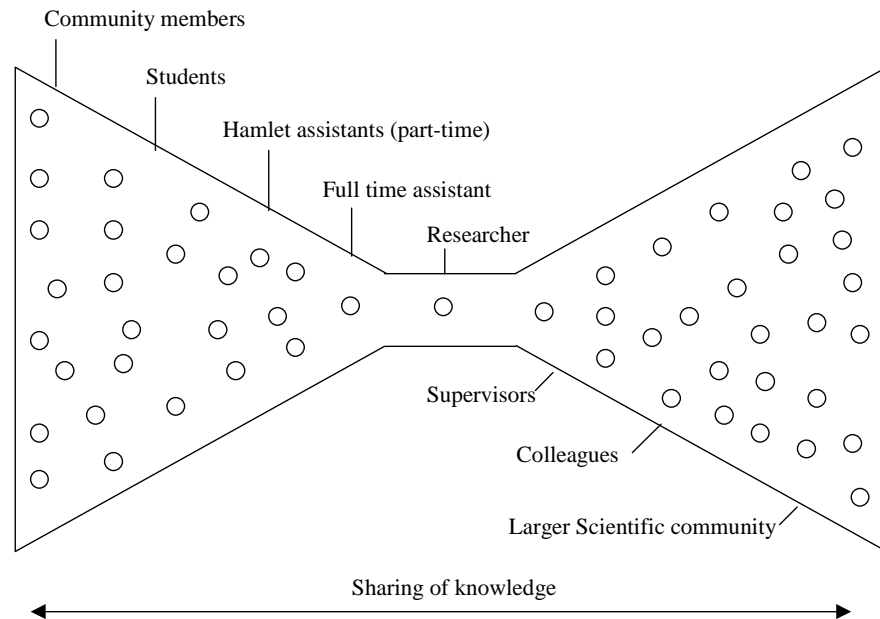 Community members
Students
Hamlet assistants (part-time)
Full time assistant
Researcher
Supervisors
Colleagues
Larger Scientific community
Sharing of knowledge